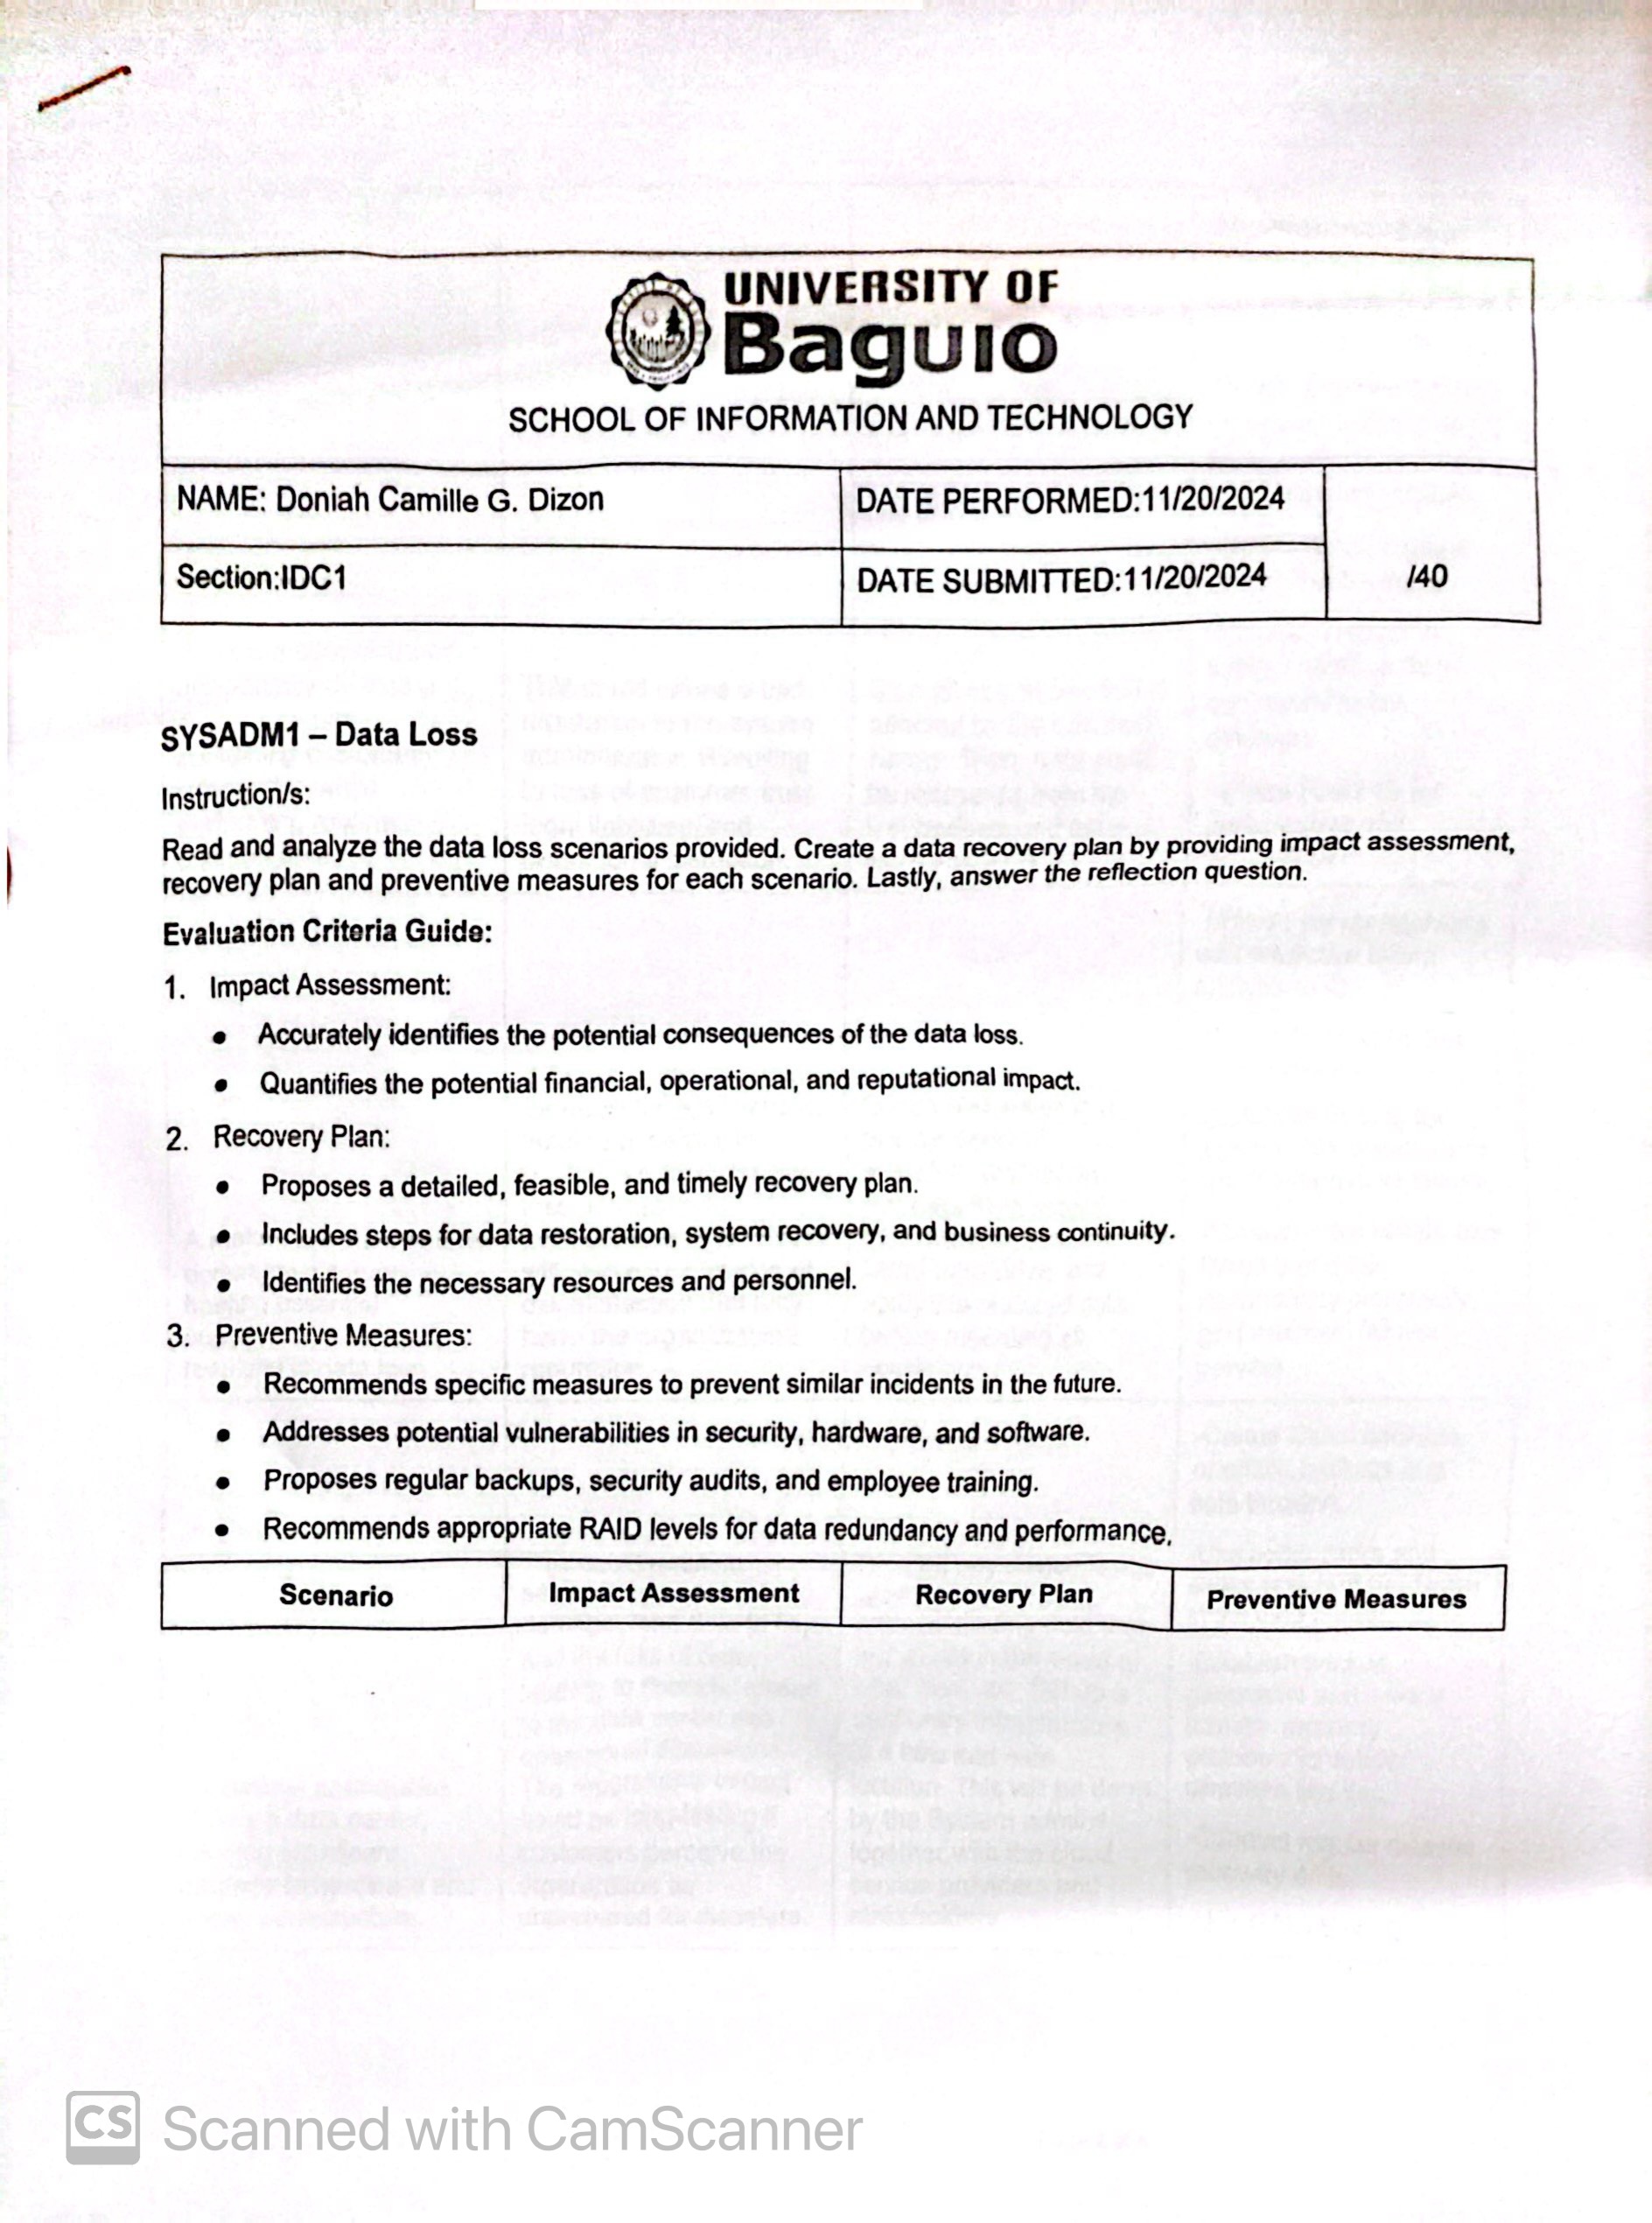 UNIVERSITY OF
Baguio
SCHOOL OF INFORMATION AND TECHNOLOGY
NAME: Doniah Camille G. Dizon
DATE PERFORMED:11/20/2024
Section:IDC1
DATE SUBMITTED:11/20/2024
/40
SYSADM1 – Data Loss
Instruction/s:
Read and analyze the data loss scenarios provided. Create a data recovery plan by providing impact assessment,
recovery plan and preventive measures for each scenario. Lastly, answer the reflection question.
Evaluation Criteria Guide:
1. Impact Assessment:
• Accurately identifies the potential consequences of the data loss.
• Quantifies the potential financial, operational, and reputational impact.
2. Recovery Plan:
• Proposes a detailed, feasible, and timely recovery plan.
• Includes steps for data restoration, system recovery, and business continuity.
• Identifies the necessary resources and personnel.
3. Preventive Measures:
• Recommends specific measures to prevent similar incidents in the future.
• Addresses potential vulnerabilities in security, hardware, and software.
• Proposes regular backups, security audits, and employee training.
• Recommends appropriate RAID levels for data redundancy and performance.
Scenario Impact Assessment Recovery Plan Preventive Measures
CS Scanned with CamScanner